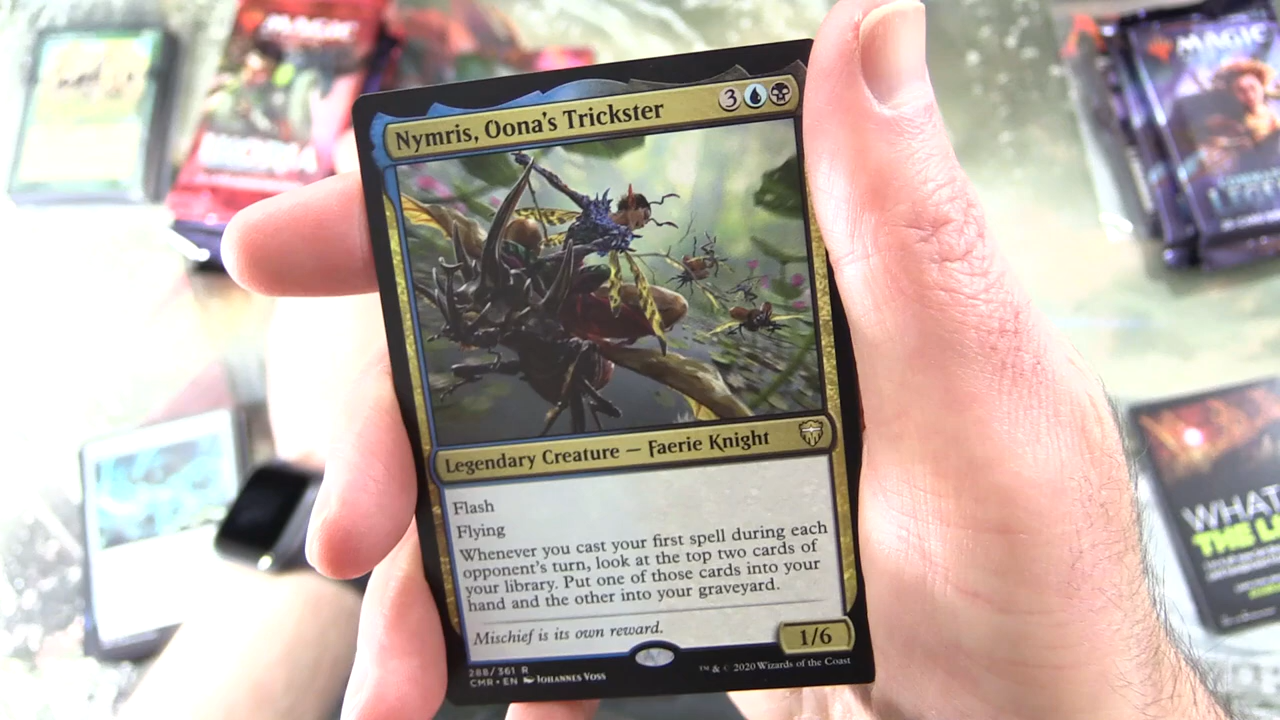 MAGIC
MAGIC
Nymris, Oona's Trickster
3
Legendary Creature — Faerie Knight
Flash
Flying
Whenever you cast your first spell during each
opponent's turn, look at the top two cards of
your library. Put one of those cards into your
hand and the other into your graveyard.
Mischief is its own reward.
1/6
288/361 R
CMR • EN Johannes Voss
™ & © 2020 Wizards of the Coast
WHAT
THE L